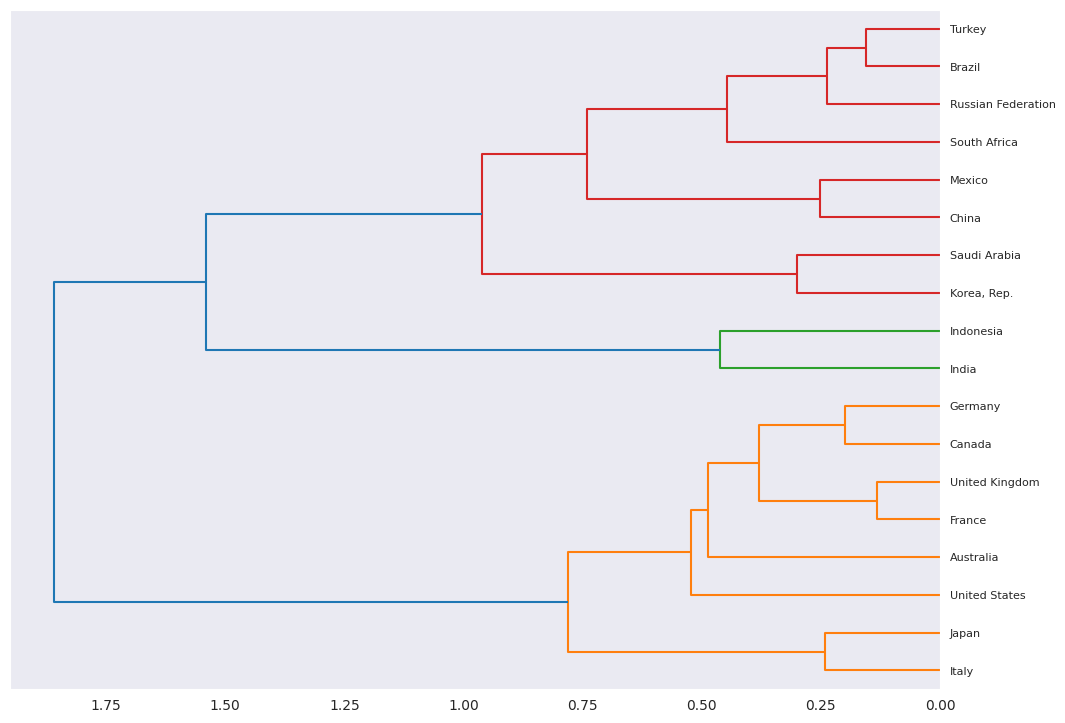 Turkey
Brazil
Russian Federation
South Africa
Mexico
China
Saudi Arabia
Korea, Rep.
Indonesia
India
Germany
Canada
United Kingdom
France
Australia
United States
Japan
Italy
1.75 1.50 1.25 1.00 0.75 0.50 0.25 0.00